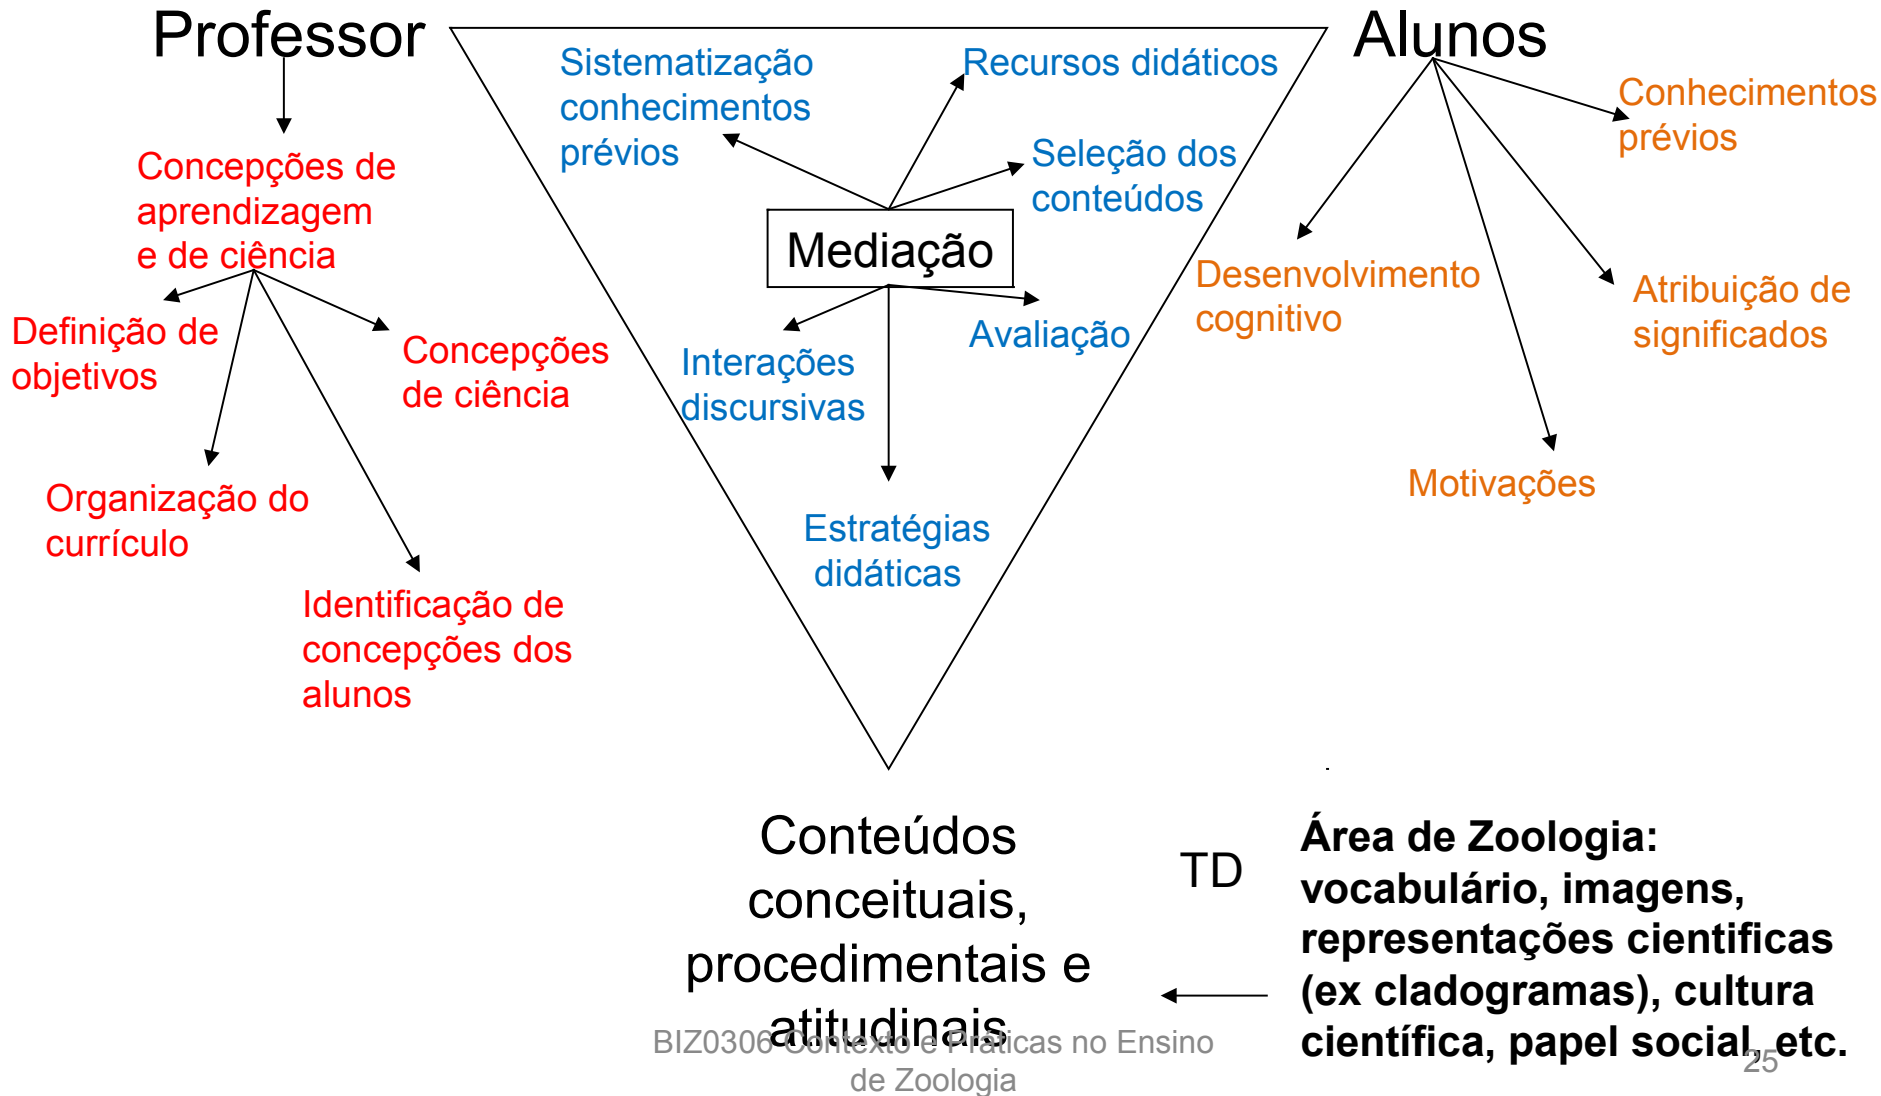 Professor
Alunos
Sistematização
conhecimentos
prévios
Recursos didáticos
Conhecimentos
prévios
Concepções de
aprendizagem
e de ciência
Seleção dos
conteúdos
Mediação
Desenvolvimento
cognitivo
Atribuição de
significados
Definição de
objetivos
Concepções
de ciência
Interações
discursivas
Avaliação
Motivações
Organização do
currículo
Estratégias
didáticas
Identificação de
concepções dos
alunos
Conteúdos
conceituais,
procedimentais e
atitudinais
TD
Área de Zoologia:
vocabulário, imagens,
representações cientificas
(ex cladogramas), cultura
científica, papel social, etc.
BIZ0306 Contexto e Práticas no Ensino
de Zoologia
25